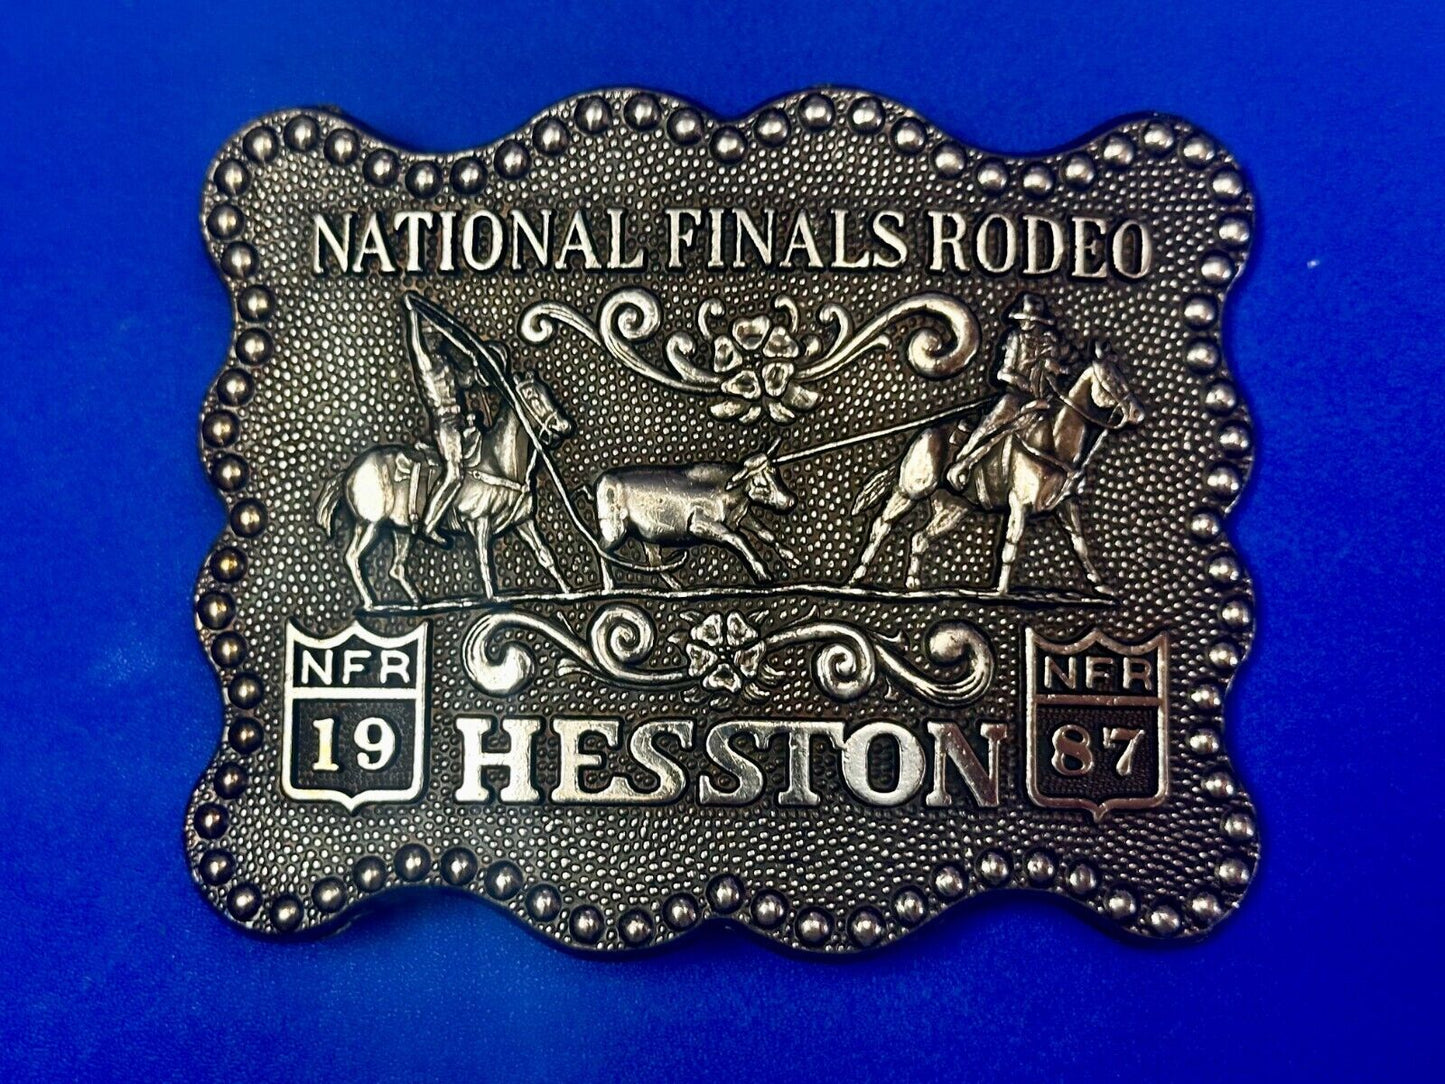 NATIONAL FINALS RODEO
NFR
19
HESSTON
NFR
87